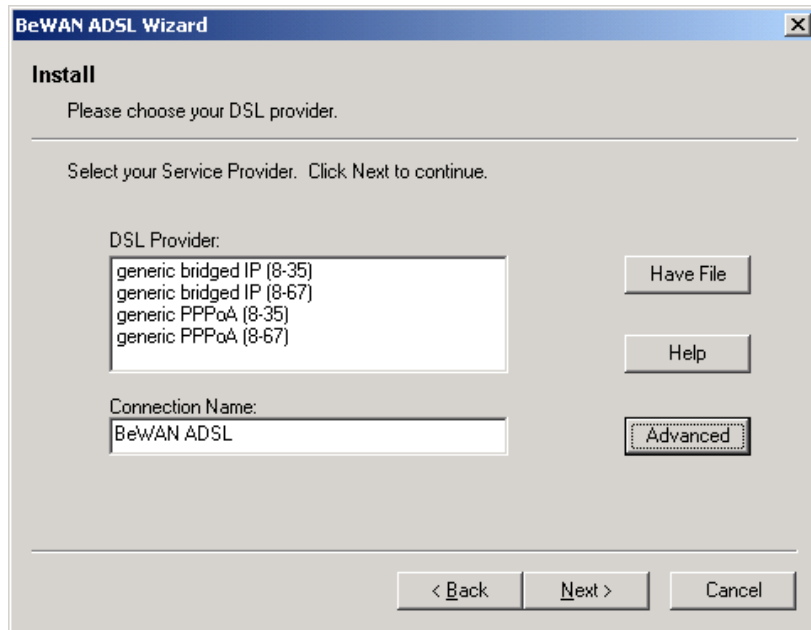 BeWAN ADSL Wizard
Install
Please choose your DSL provider.
Select your Service Provider.  Click Next to continue.
DSL Provider:
generic bridged IP (8-35)
generic bridged IP (8-67)
generic PPPoA (8-35)
generic PPPoA (8-67)
Have File
Help
Connection Name:
BeWAN ADSL
Advanced
< Back
Next >
Cancel